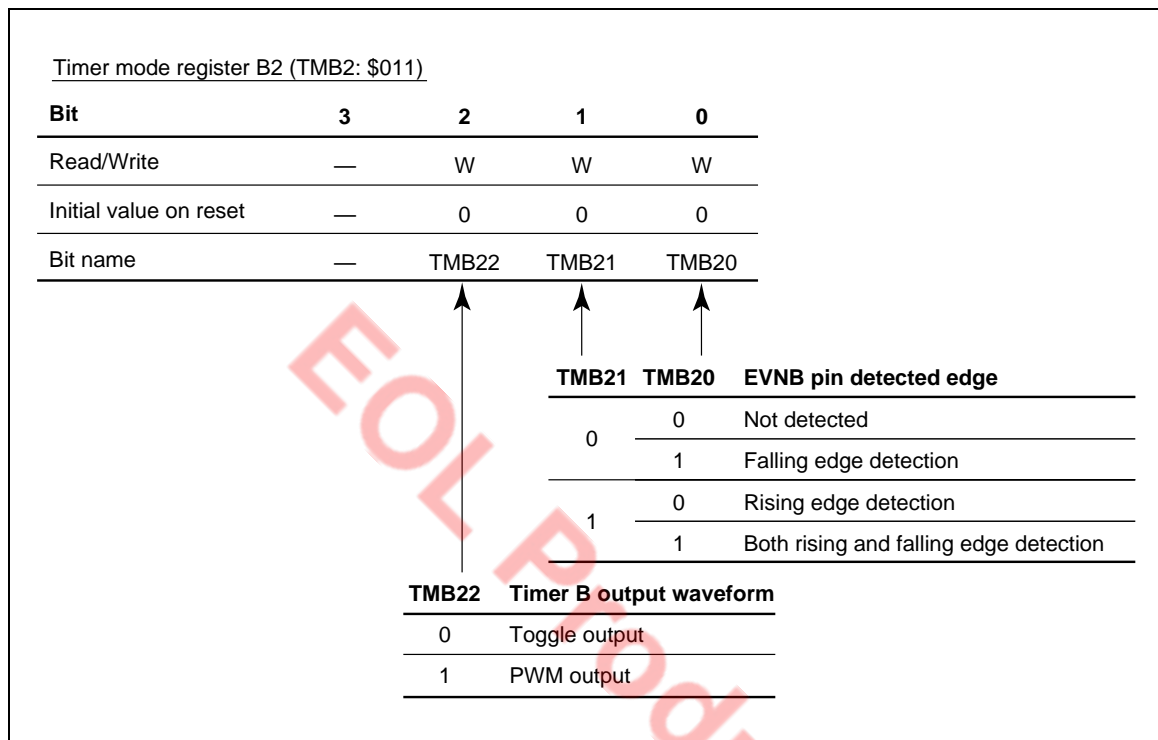 Timer mode register B2 (TMB2: $011)
Bit 3 2 1 0
Read/Write — W W W
Initial value on reset — 0 0 0
Bit name — TMB22 TMB21 TMB20
TMB21 TMB20 EVNB pin detected edge
0 0 Not detected
1 Falling edge detection
1 0 Rising edge detection
1 Both rising and falling edge detection
TMB22 Timer B output waveform
0 Toggle output
1 PWM output
EOL Prod